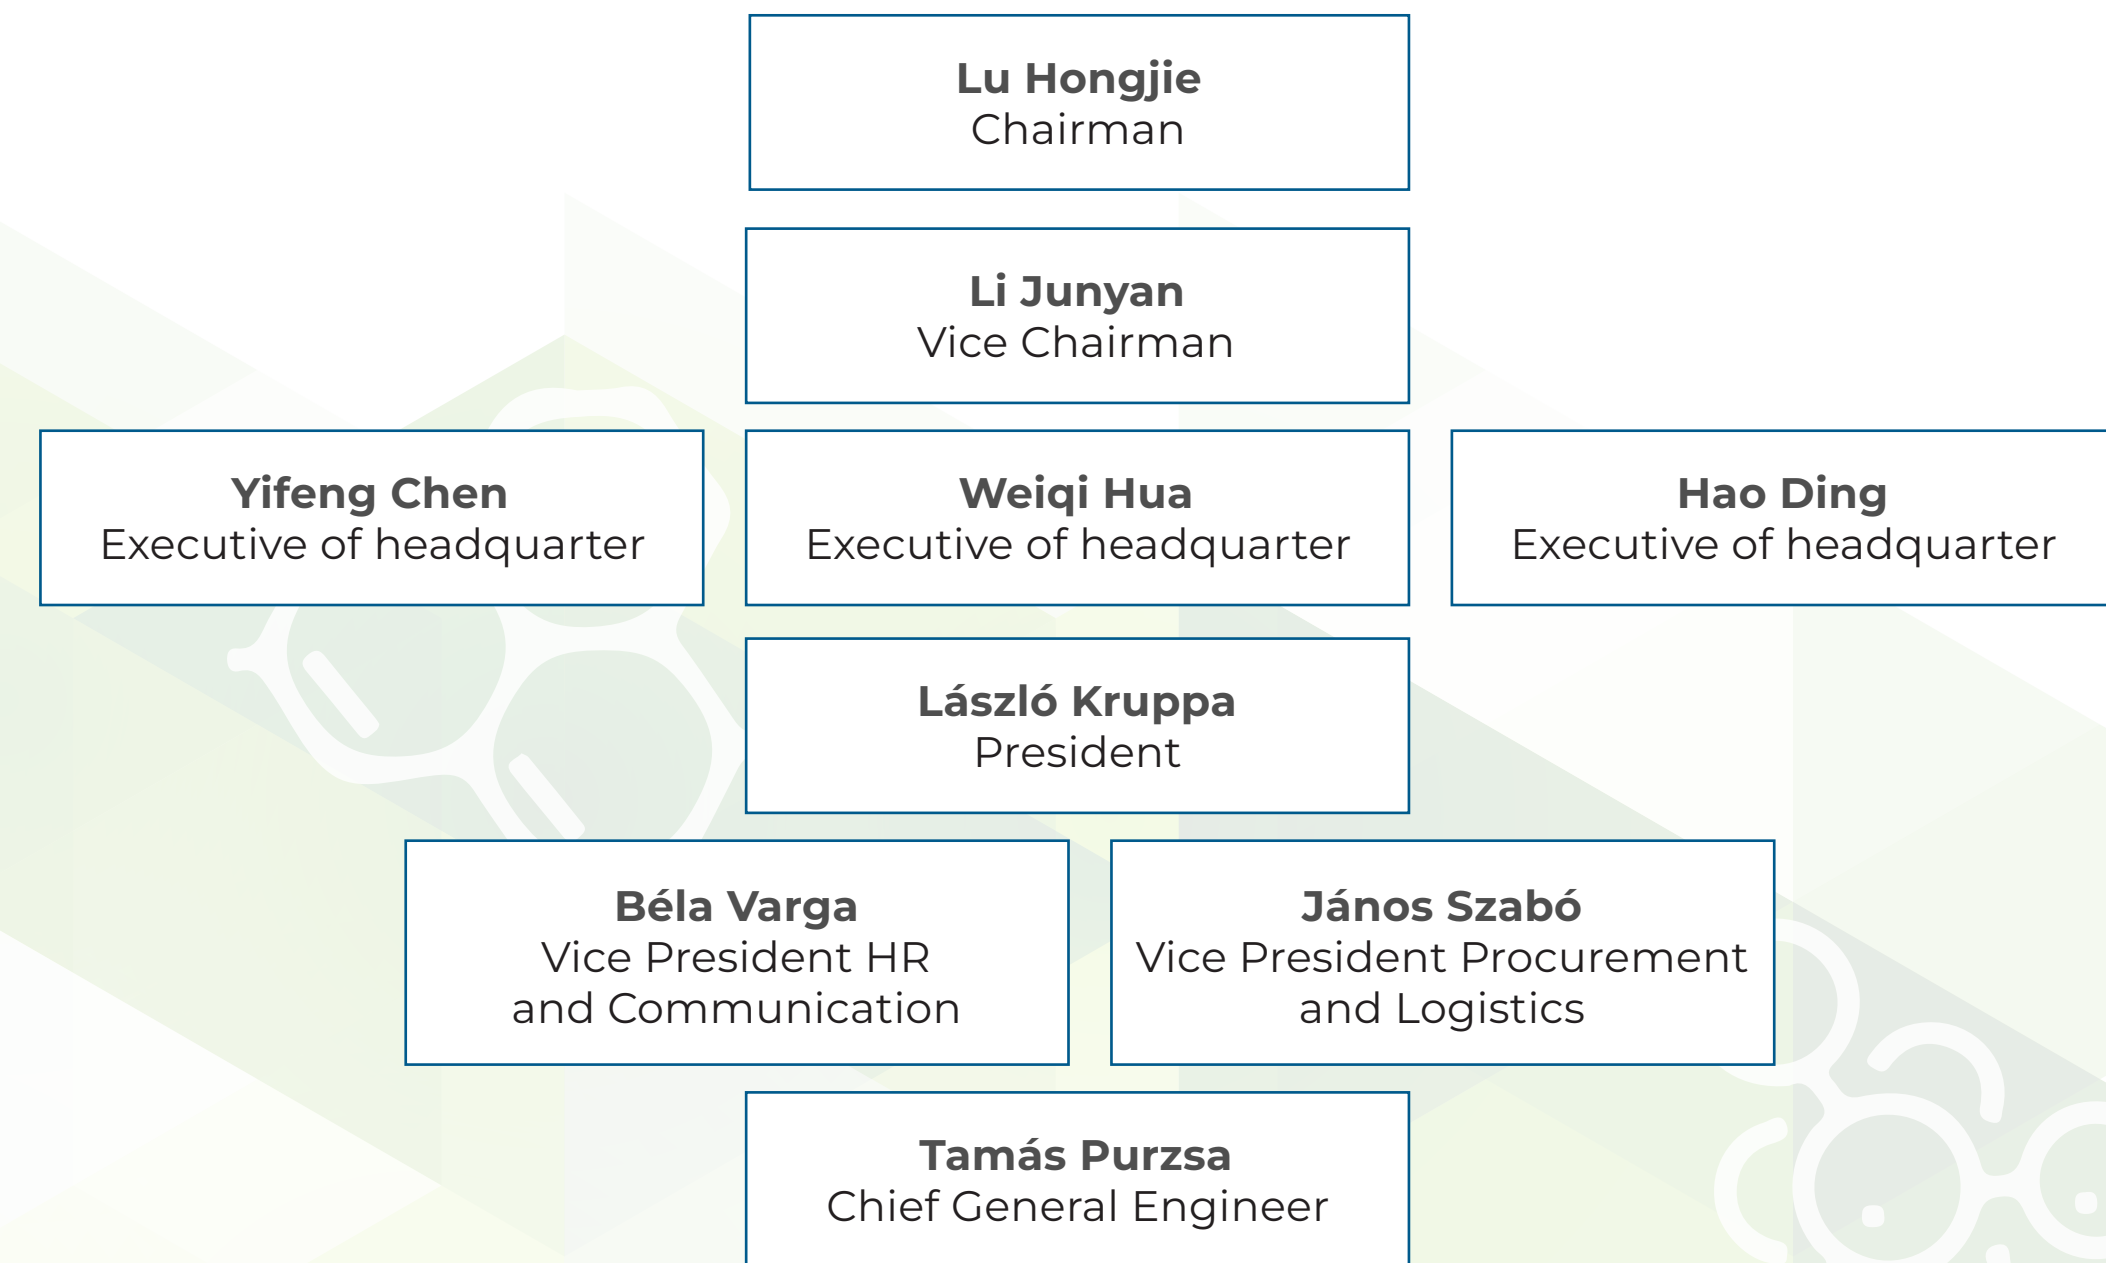 Lu Hongjie
Chairman
Li Junyan
Vice Chairman
Yifeng Chen
Executive of headquarter
Weiqi Hua
Executive of headquarter
Hao Ding
Executive of headquarter
László Kruppa
President
Béla Varga
Vice President HR
and Communication
János Szabó
Vice President Procurement
and Logistics
Tamás Purzsa
Chief General Engineer